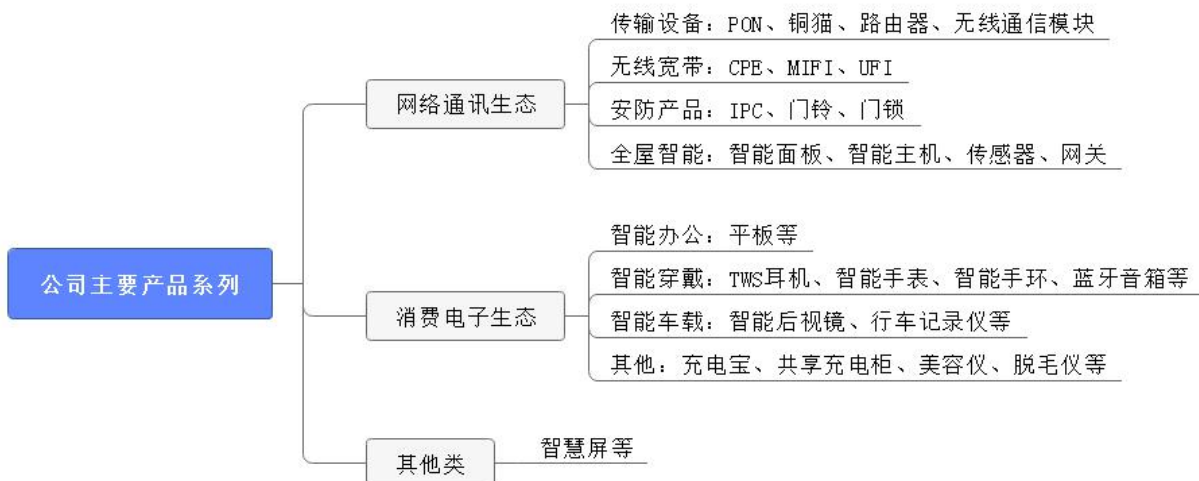 传输设备：PON、铜猫、路由器、无线通信模块
无线宽带：CPE、MIFI、UFI
网络通讯生态
安防产品：IPC、门铃、门锁
全屋智能：智能面板、智能主机、传感器、网关
公司主要产品系列
智能办公：平板等
智能穿戴：TWS耳机、智能手表、智能手环、蓝牙音箱等
消费电子生态
智能车载：智能后视镜、行车记录仪等
其他：充电宝、共享充电柜、美容仪、脱毛仪等
其他类
智慧屏等